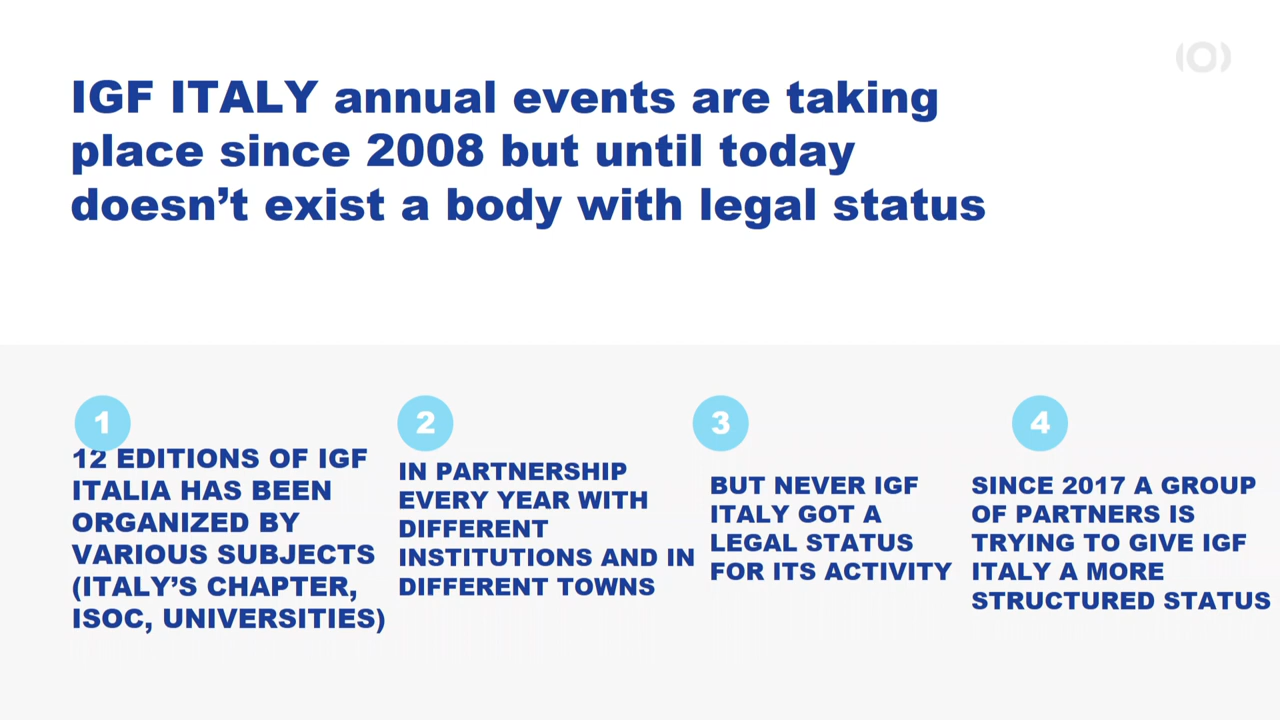 IGF ITALY annual events are taking
place since 2008 but until today
doesn’t exist a body with legal status
1
12 EDITIONS OF IGF
ITALIA HAS BEEN
ORGANIZED BY
VARIOUS SUBJECTS
(ITALY’S CHAPTER,
ISOC, UNIVERSITIES)
2
IN PARTNERSHIP
EVERY YEAR WITH
DIFFERENT
INSTITUTIONS AND IN
DIFFERENT TOWNS
3
BUT NEVER IGF
ITALY GOT A
LEGAL STATUS
FOR ITS ACTIVITY
4
SINCE 2017 A GROUP
OF PARTNERS IS
TRYING TO GIVE IGF
ITALY A MORE
STRUCTURED STATUS